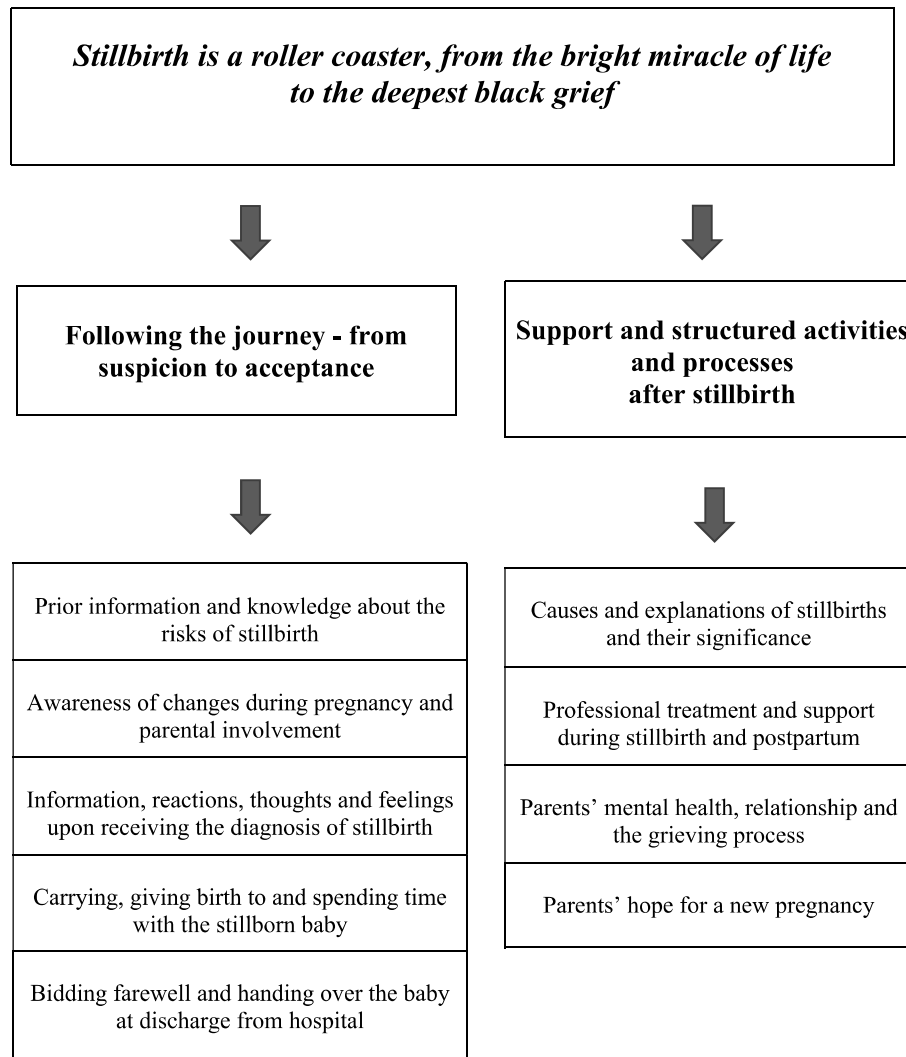 Stillbirth is a roller coaster, from the bright miracle of life
to the deepest black grief
Following the journey - from
suspicion to acceptance
Support and structured activities
and processes
after stillbirth
Prior information and knowledge about the
risks of stillbirth
Awareness of changes during pregnancy and
parental involvement
Information, reactions, thoughts and feelings
upon receiving the diagnosis of stillbirth
Carrying, giving birth to and spending time
with the stillborn baby
Bidding farewell and handing over the baby
at discharge from hospital
Causes and explanations of stillbirths
and their significance
Professional treatment and support
during stillbirth and postpartum
Parents’ mental health, relationship and
the grieving process
Parents’ hope for a new pregnancy